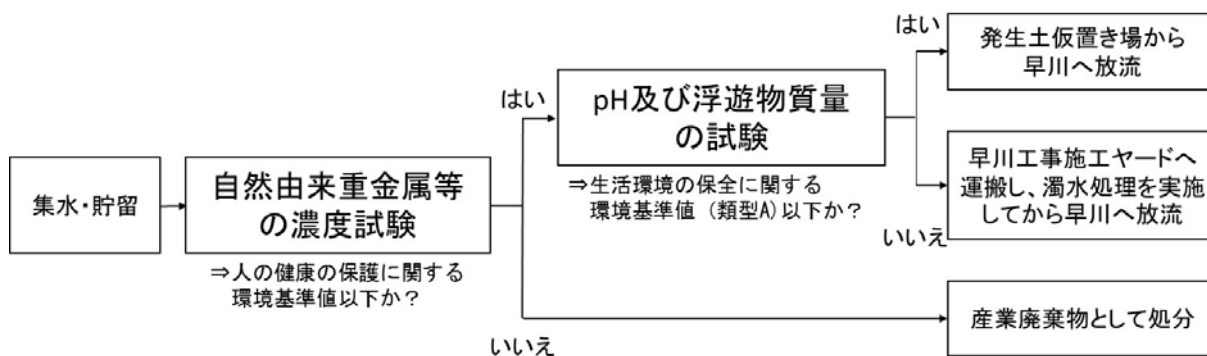 集水・貯留
自然由来重金属等
の濃度試験
⇒人の健康の保護に関する
環境基準値以下か？
はい
いいえ
pH及び浮遊物質量
の試験
⇒生活環境の保全に関する
環境基準値（類型A）以下か？
はい
いいえ
発生土仮置き場から
早川へ放流
早川工事施工ヤードへ
運搬し、濁水処理を実施
してから早川へ放流
産業廃棄物として処分